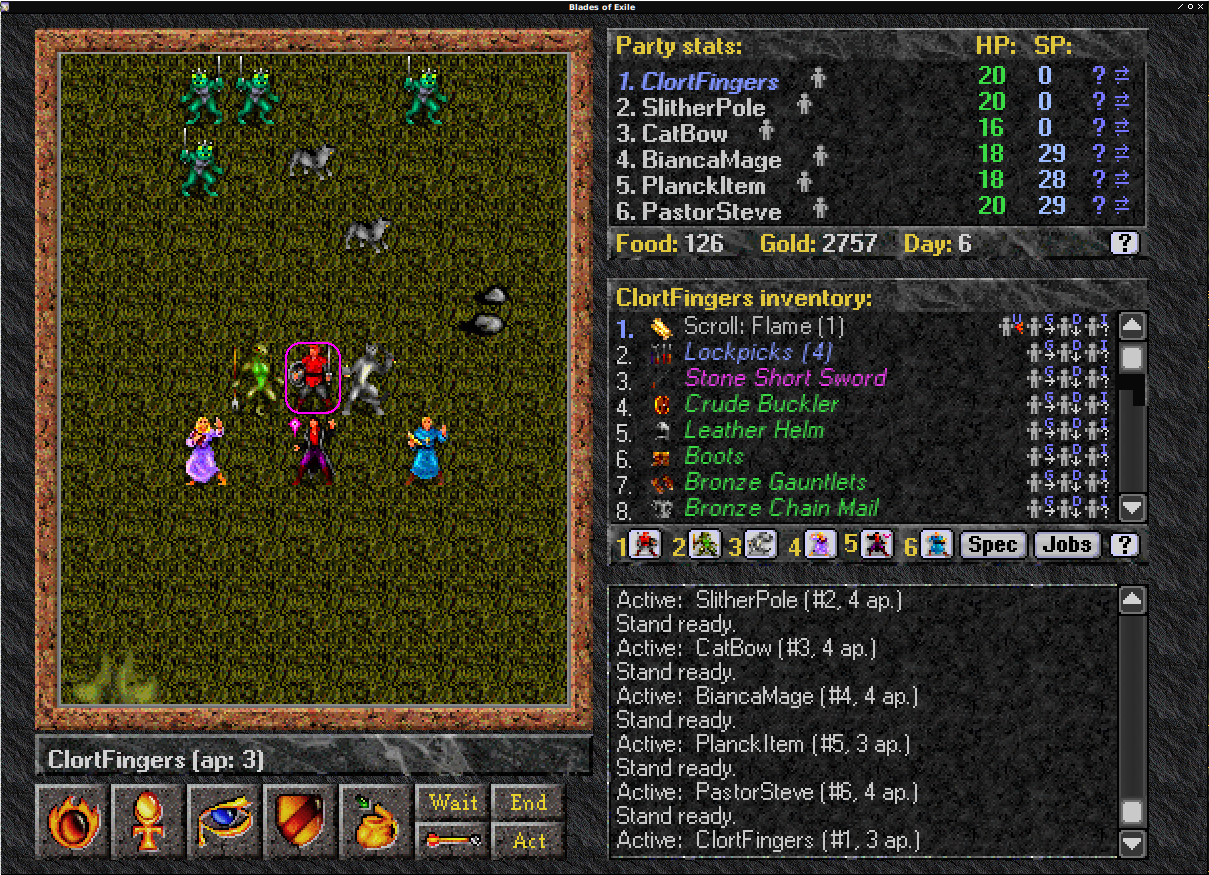 Blades of Exile
Party stats: HP: SP:
1. ClortFingers 20 0 ?
2. SlitherPole 20 0 ?
3. CatBow 16 0 ?
4. BiancaMage 18 29 ?
5. PlanckItem 18 28 ?
6. PastorSteve 20 29 ?
Food: 126 Gold: 2757 Day: 6 ?
ClortFingers inventory:
1. Scroll: Flame (1) U G D I
2. Lockpicks (4) G D I
3. Stone Short Sword G D I
4. Crude Buckler G D I
5. Leather Helm G D I
6. Boots G D I
7. Bronze Gauntlets G D I
8. Bronze Chain Mail G D I
1 2 3 4 5 6 Spec Jobs ?
Active: SlitherPole (#2, 4 ap.)
Stand ready.
Active: CatBow (#3, 4 ap.)
Stand ready.
Active: BiancaMage (#4, 4 ap.)
Stand ready.
Active: PlanckItem (#5, 3 ap.)
Stand ready.
Active: PastorSteve (#6, 4 ap.)
Stand ready.
Active: ClortFingers (#1, 3 ap.)
ClortFingers (ap: 3)
Wait End
Act